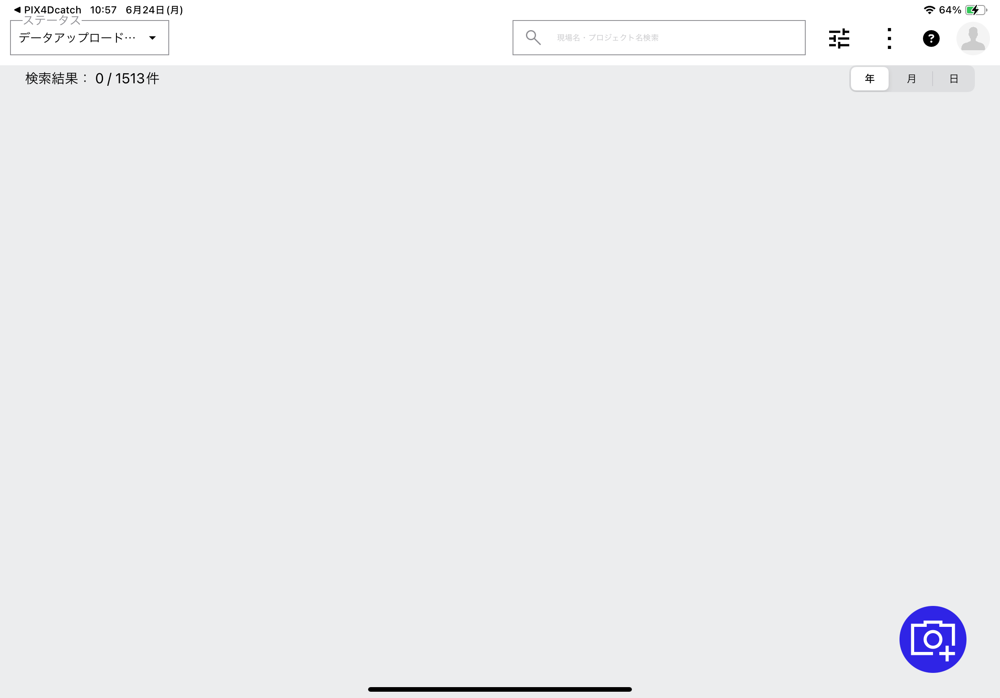 ◀ PIX4Dcatch 10:57 6月24日(月) 64%
ステータス
データアップロード…
現場名・プロジェクト名検索
?
検索結果： 0 / 1513件
年 月 日